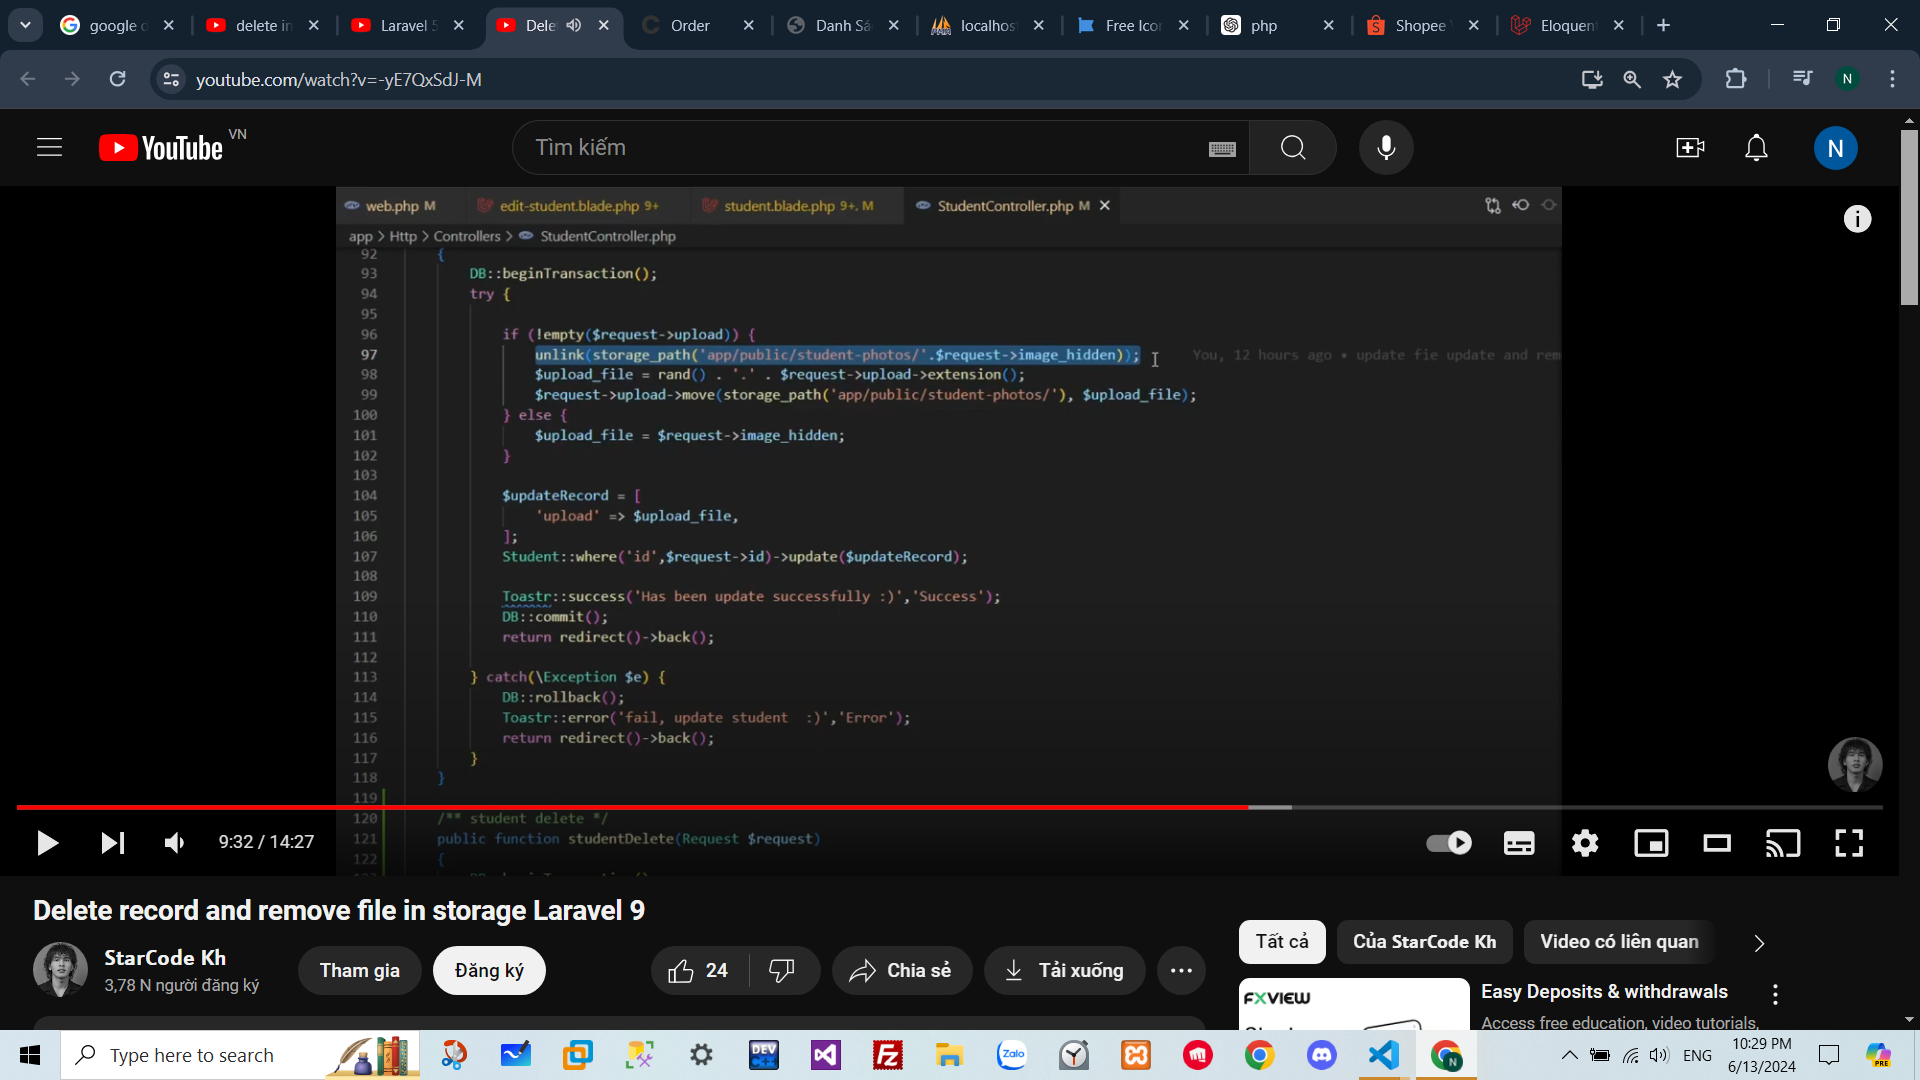 google d
delete in
Laravel 5
Dele
Order
Danh Sá
localhos
Free Ico
php
Shopee
Eloquen
youtube.com/watch?v=-yE7QxSdJ-M
N
YouTube VN
Tìm kiếm
N
web.php M
edit-student.blade.php 9+
student.blade.php 9+, M
StudentController.php M
app > Http > Controllers > StudentController.php
92 {
93 DB::beginTransaction();
94 try {
95
96 if (!empty($request->upload)) {
97 unlink(storage_path('app/public/student-photos/'.$request->image_hidden)); You, 12 hours ago • update fie update and rem
98 $upload_file = rand() . '.' . $request->upload->extension();
99 $request->upload->move(storage_path('app/public/student-photos/'), $upload_file);
100 } else {
101 $upload_file = $request->image_hidden;
102 }
103
104 $updateRecord = [
105 'upload' => $upload_file,
106 ];
107 Student::where('id',$request->id)->update($updateRecord);
108
109 Toastr::success('Has been update successfully :)','Success');
110 DB::commit();
111 return redirect()->back();
112
113 } catch(\Exception $e) {
114 DB::rollback();
115 Toastr::error('fail, update student :)','Error');
116 return redirect()->back();
117 }
118 }
119
120 /** student delete */
121 public function studentDelete(Request $request)
122 {
9:32 / 14:27
Delete record and remove file in storage Laravel 9
StarCode Kh
3,78 N người đăng ký
Tham gia
Đăng ký
24
Chia sẻ
Tải xuống
Tất cả
Của StarCode Kh
Video có liên quan
FXVIEW
Easy Deposits & withdrawals
Access free education, video tutorials,
Type here to search
DEV C++
Zalo
N
ENG
10:29 PM
6/13/2024
PRE